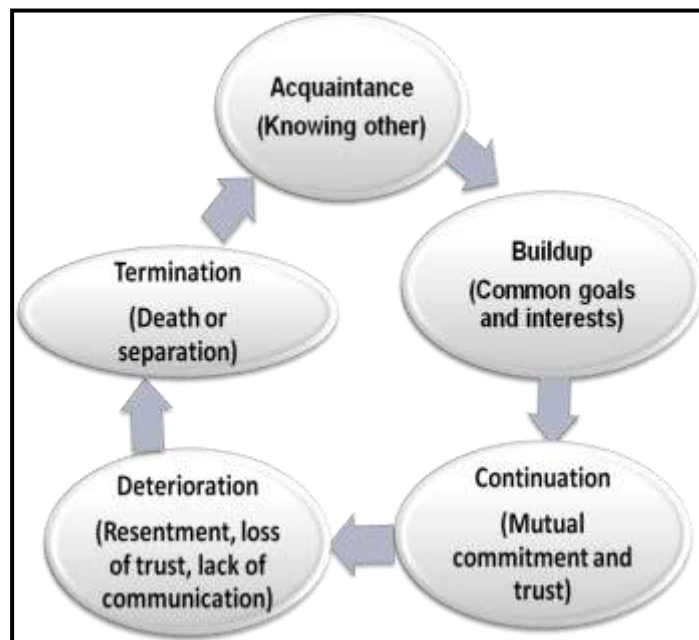 Acquaintance
(Knowing other)
Buildup
(Common goals
and interests)
Continuation
(Mutual
commitment and
trust)
Deterioration
(Resentment, loss
of trust, lack of
communication)
Termination
(Death or
separation)